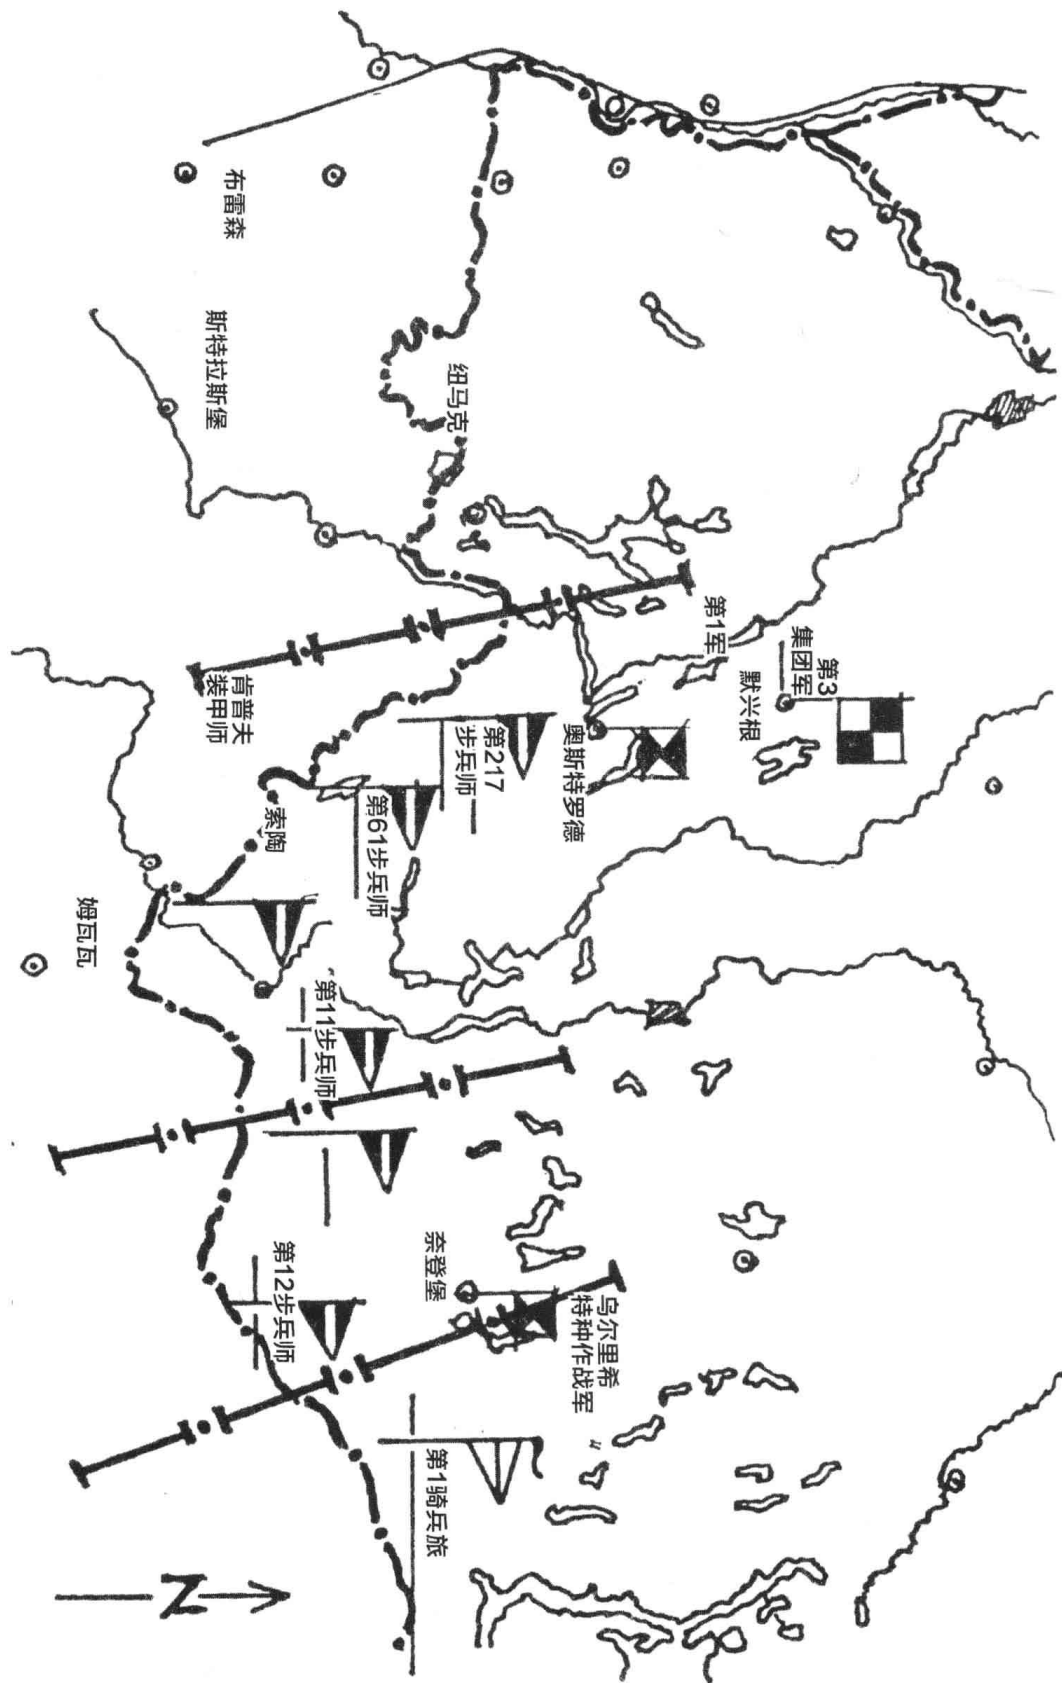 第3
集团军
默兴根
第1军
乌尔里希
特种作战军
奥斯特罗德
第217
步兵师
纽马克
奈登堡
第1骑兵旅
第61步兵师
第11步兵师
第12步兵师
索陶
肯普夫
装甲师
布雷森
斯特拉斯堡
姆瓦瓦
N